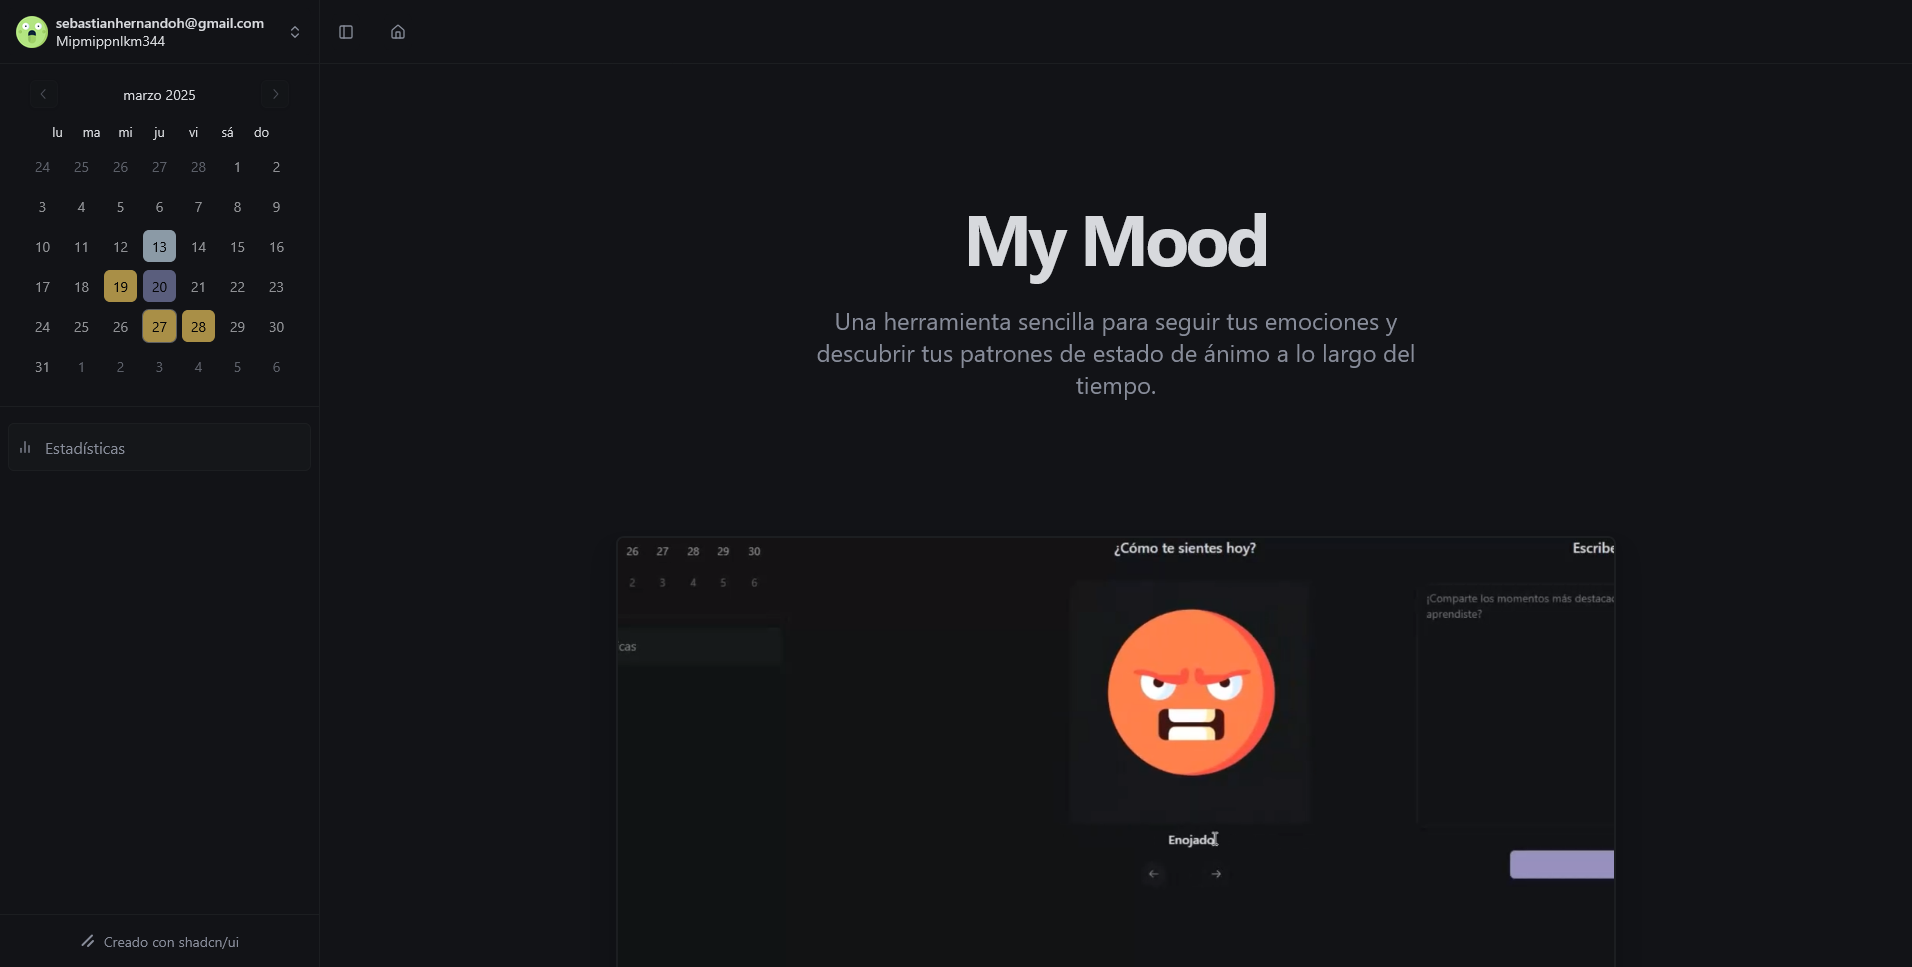 sebastianhernandoh@gmail.com
Mipmippnlkm344
marzo 2025
lu ma mi ju vi sá do
24 25 26 27 28 1 2
3 4 5 6 7 8 9
10 11 12 13 14 15 16
17 18 19 20 21 22 23
24 25 26 27 28 29 30
31 1 2 3 4 5 6
Estadísticas
Creado con shadcn/ui
My Mood
Una herramienta sencilla para seguir tus emociones y
descubrir tus patrones de estado de ánimo a lo largo del
tiempo.
26 27 28 29 30
2 3 4 5 6
cas
¿Cómo te sientes hoy?
Enojado
Escribe
¡Comparte los momentos más destacad
aprendiste?